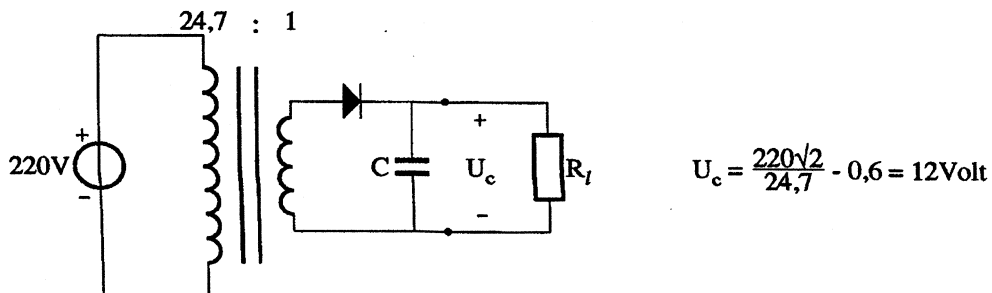 24,7 : 1
220V
+
-
C
+
U_c
-
R_l
U_c = 220√2 / 24,7 - 0,6 = 12Volt